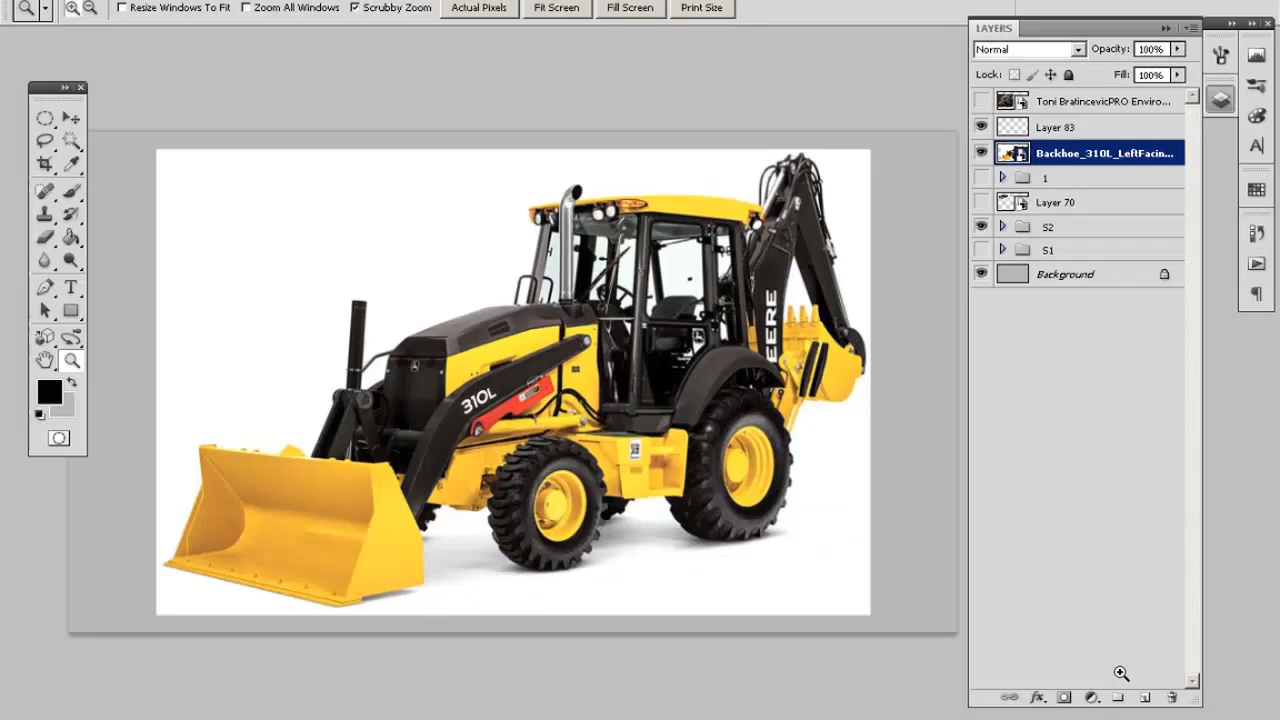 Resize Windows To Fit
Zoom All Windows
Scrubby Zoom
Actual Pixels
Fit Screen
Fill Screen
Print Size
LAYERS
Normal
Opacity: 100%
Lock:
Fill: 100%
Toni BratincevicPRO Enviro...
Layer 83
Backhoe_310L_LeftFacin...
1
Layer 70
S2
S1
Background
310L
EERE
T
A
fx